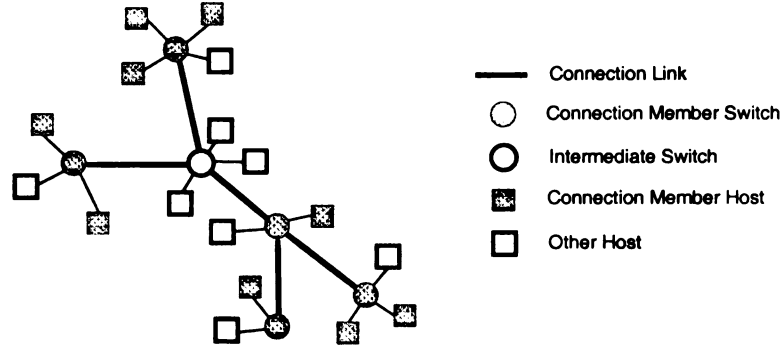 Connection Link
Connection Member Switch
Intermediate Switch
Connection Member Host
Other Host